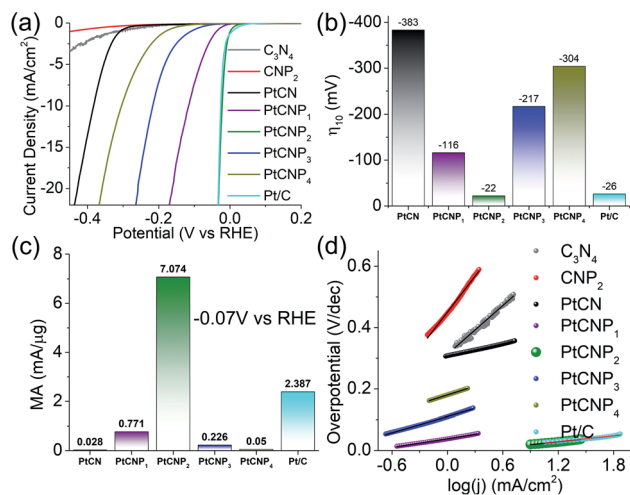 (a)
0
-5
-10
-15
-20
Current Density (mA/cm²)
-0.4 -0.2 0.0 0.2
Potential (V vs RHE)
C₃N₄
CNP₂
PtCN
PtCNP₁
PtCNP₂
PtCNP₃
PtCNP₄
Pt/C
(b)
-400
-300
-200
-100
0
η₁₀ (mV)
-383
-116
-22
-217
-304
-26
PtCN PtCNP₁ PtCNP₂ PtCNP₃ PtCNP₄ Pt/C
(c)
8
6
4
2
0
MA (mA/μg)
0.028
0.771
7.074
0.226
0.05
2.387
-0.07V vs RHE
PtCN PtCNP₁ PtCNP₂ PtCNP₃ PtCNP₄ Pt/C
(d)
0.6
0.4
0.2
0.0
Overpotential (V/dec)
-0.6 0.0 0.6 1.2 1.8
log(j) (mA/cm²)
C₃N₄
CNP₂
PtCN
PtCNP₁
PtCNP₂
PtCNP₃
PtCNP₄
Pt/C